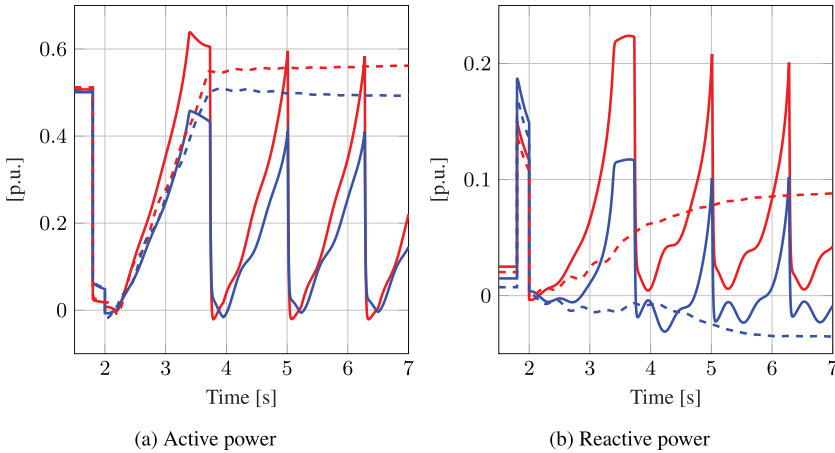 0.6
0.4
0.2
0
[p.u.]
2 3 4 5 6 7
Time [s]
(a) Active power
0.2
0.1
0
[p.u.]
2 3 4 5 6 7
Time [s]
(b) Reactive power